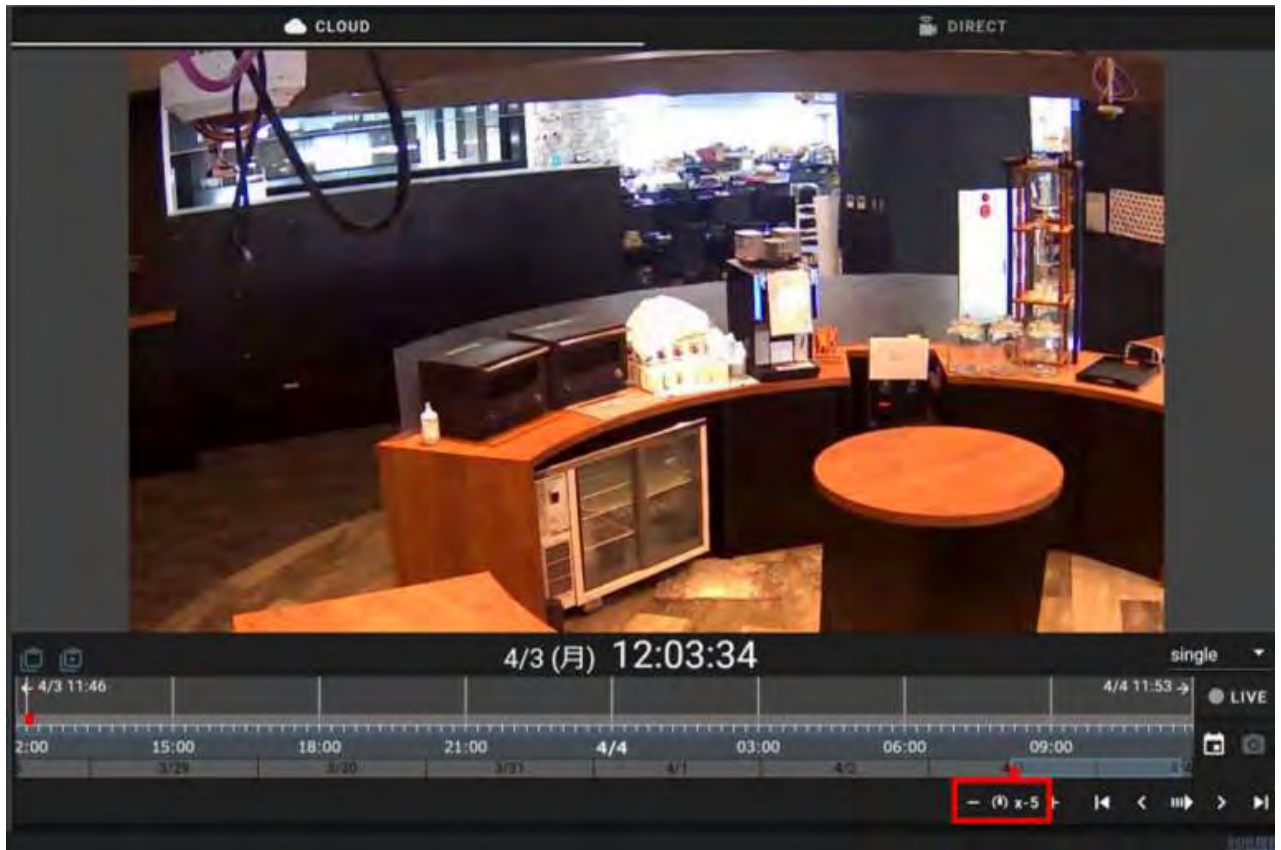 CLOUD
DIRECT
4/3 (月) 12:03:34
single
← 4/3 11:46
4/4 11:53 →
LIVE
2:00 15:00 18:00 21:00 4/4 03:00 06:00 09:00
3/29 3/30 3/31 4/1 4/2
− x-5 +